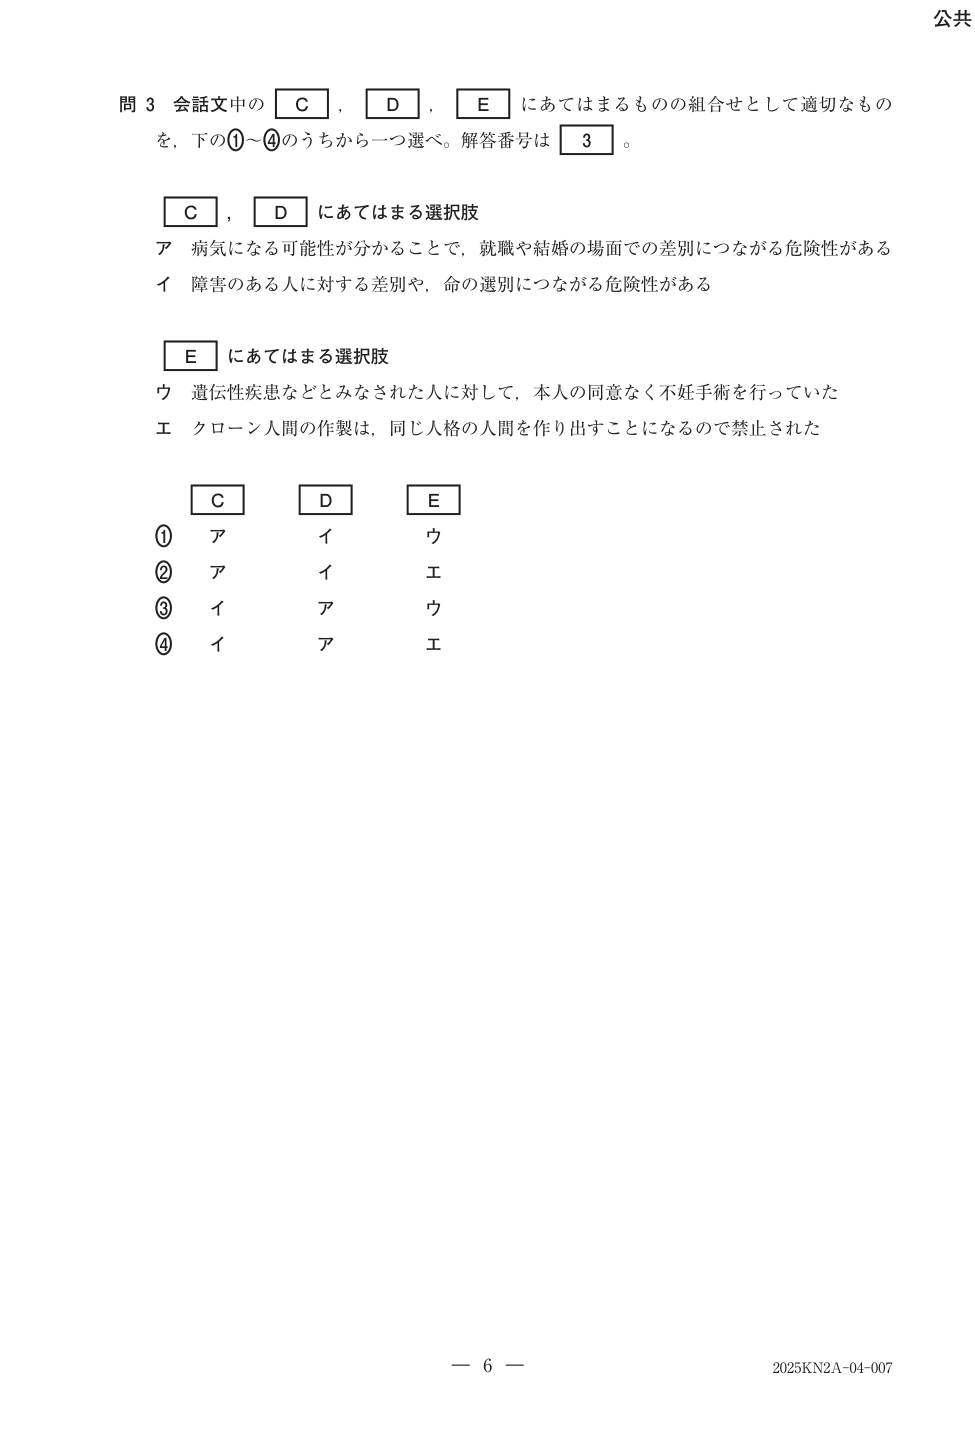 公共
問 3 会話文中の C ， D ， E にあてはまるものの組合せとして適切なもの
を，下の①～④のうちから一つ選べ。解答番号は 3 。
C ， D にあてはまる選択肢
ア 病気になる可能性が分かることで，就職や結婚の場面での差別につながる危険性がある
イ 障害のある人に対する差別や，命の選別につながる危険性がある
E にあてはまる選択肢
ウ 遺伝性疾患などとみなされた人に対して，本人の同意なく不妊手術を行っていた
エ クローン人間の作製は，同じ人格の人間を作り出すことになるので禁止された
C D E
① ア イ ウ
② ア イ エ
③ イ ア ウ
④ イ ア エ
— 6 —
2025KN2A-04-007